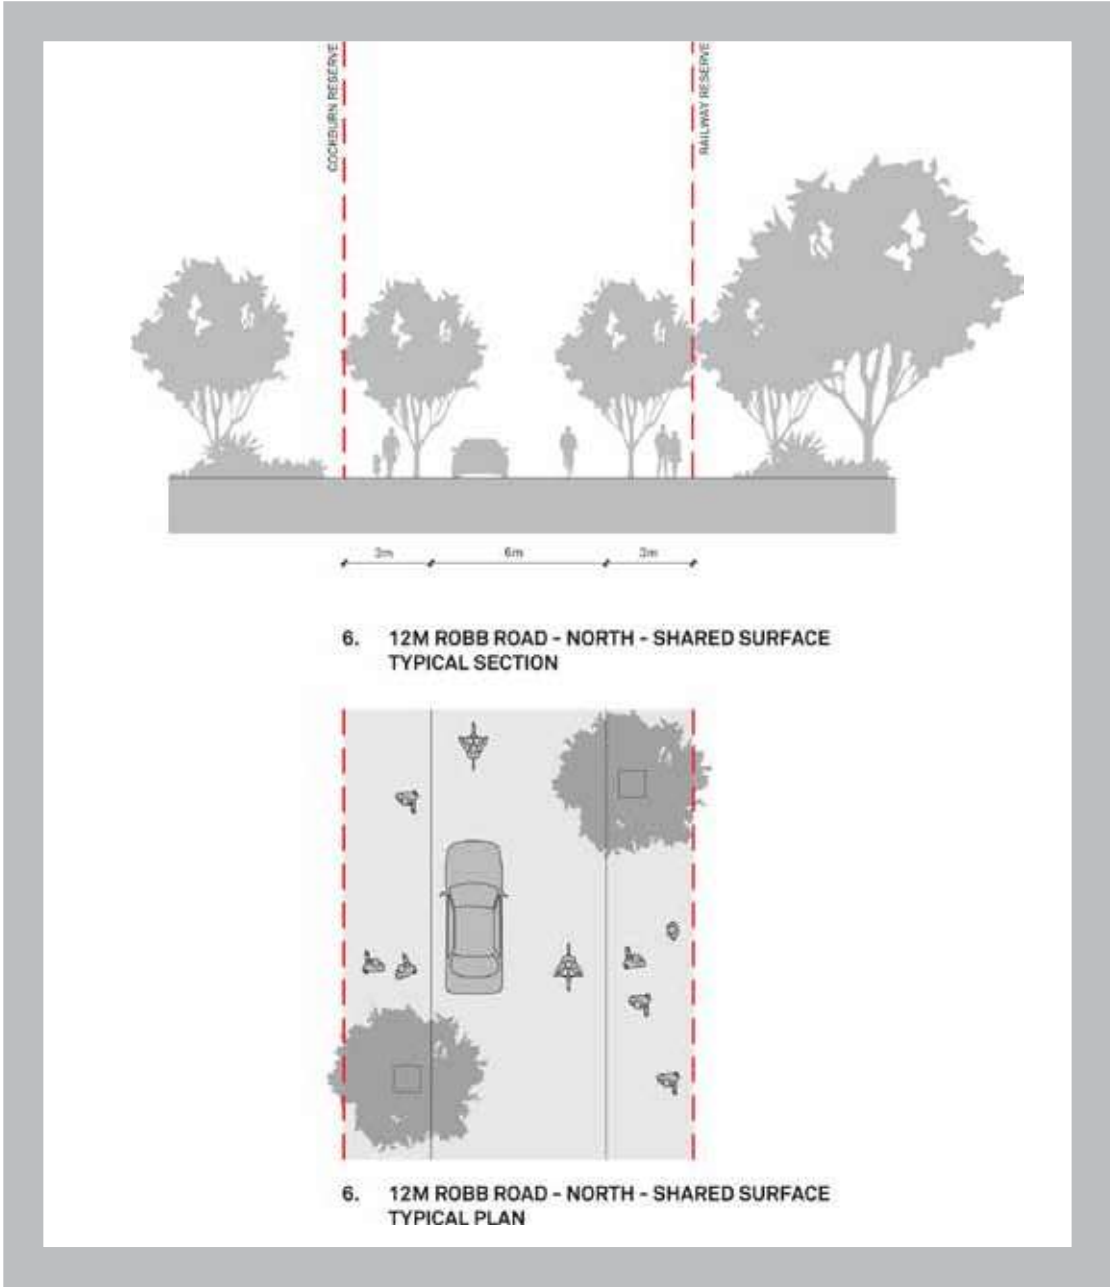 COCKBURN RESERVE
RAILWAY RESERVE
3m 6m 3m
6. 12M ROBB ROAD - NORTH - SHARED SURFACE
TYPICAL SECTION
6. 12M ROBB ROAD - NORTH - SHARED SURFACE
TYPICAL PLAN